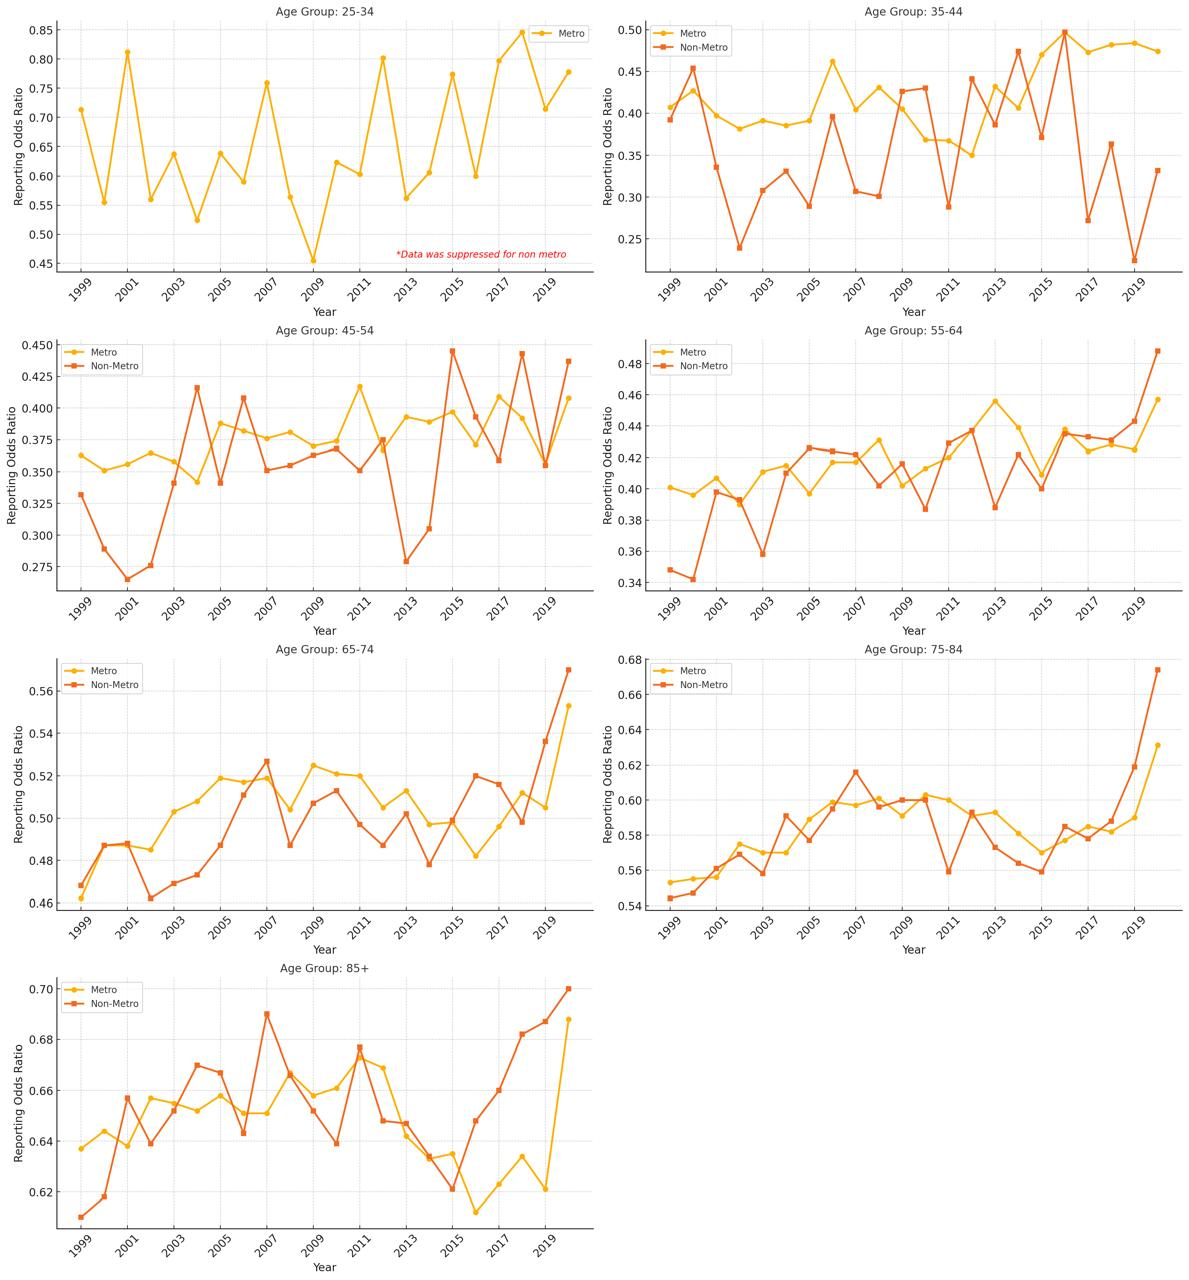 Age Group: 25-34
Reporting Odds Ratio
0.85
0.80
0.75
0.70
0.65
0.60
0.55
0.50
0.45
Metro
*Data was suppressed for non metro
1999 2001 2003 2005 2007 2009 2011 2013 2015 2017 2019
Year
Age Group: 35-44
Reporting Odds Ratio
0.50
0.45
0.40
0.35
0.30
0.25
Metro
Non-Metro
1999 2001 2003 2005 2007 2009 2011 2013 2015 2017 2019
Year
Age Group: 45-54
Reporting Odds Ratio
0.450
0.425
0.400
0.375
0.350
0.325
0.300
0.275
Metro
Non-Metro
1999 2001 2003 2005 2007 2009 2011 2013 2015 2017 2019
Year
Age Group: 55-64
Reporting Odds Ratio
0.48
0.46
0.44
0.42
0.40
0.38
0.36
0.34
Metro
Non-Metro
1999 2001 2003 2005 2007 2009 2011 2013 2015 2017 2019
Year
Age Group: 65-74
Reporting Odds Ratio
0.56
0.54
0.52
0.50
0.48
0.46
Metro
Non-Metro
1999 2001 2003 2005 2007 2009 2011 2013 2015 2017 2019
Year
Age Group: 75-84
Reporting Odds Ratio
0.68
0.66
0.64
0.62
0.60
0.58
0.56
0.54
Metro
Non-Metro
1999 2001 2003 2005 2007 2009 2011 2013 2015 2017 2019
Year
Age Group: 85+
Reporting Odds Ratio
0.70
0.68
0.66
0.64
0.62
Metro
Non-Metro
1999 2001 2003 2005 2007 2009 2011 2013 2015 2017 2019
Year